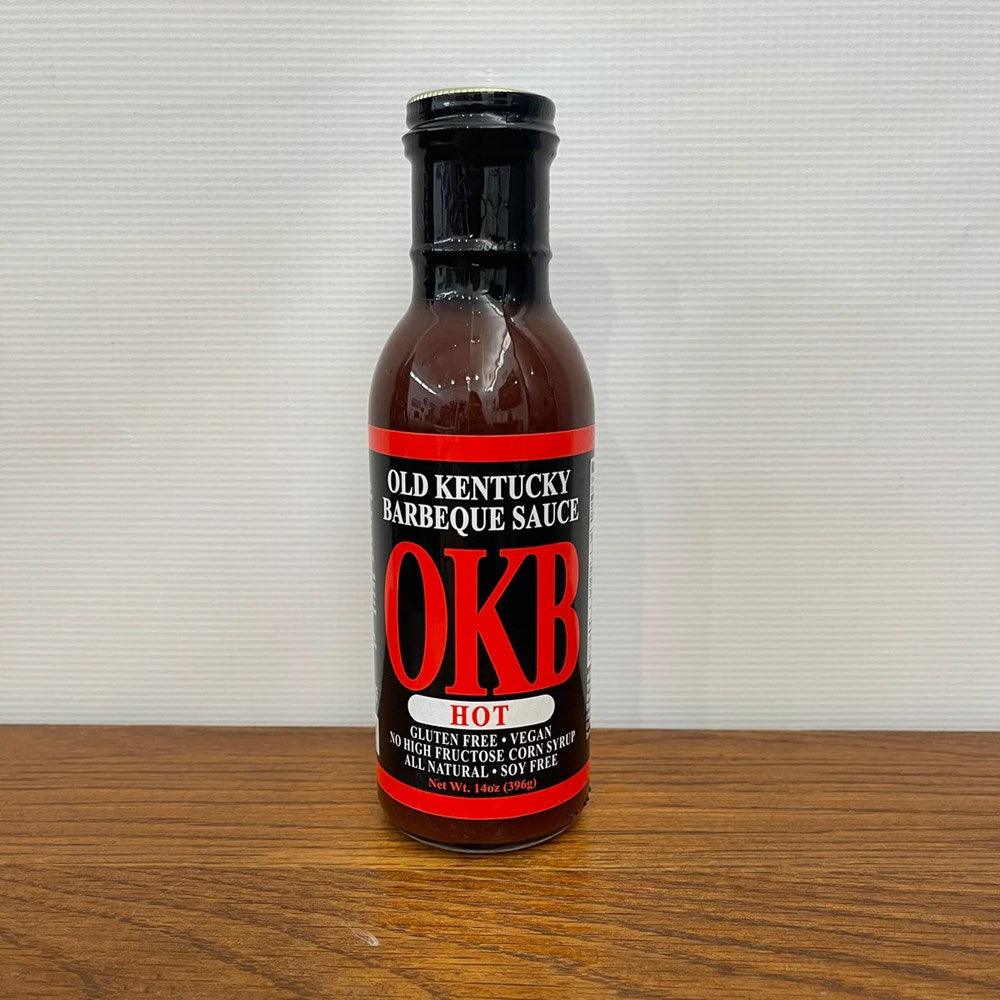 OLD KENTUCKY
BARBEQUE SAUCE
OKB
HOT
GLUTEN FREE • VEGAN
NO HIGH FRUCTOSE CORN SYRUP
ALL NATURAL • SOY FREE
Net Wt. 14oz (396g)